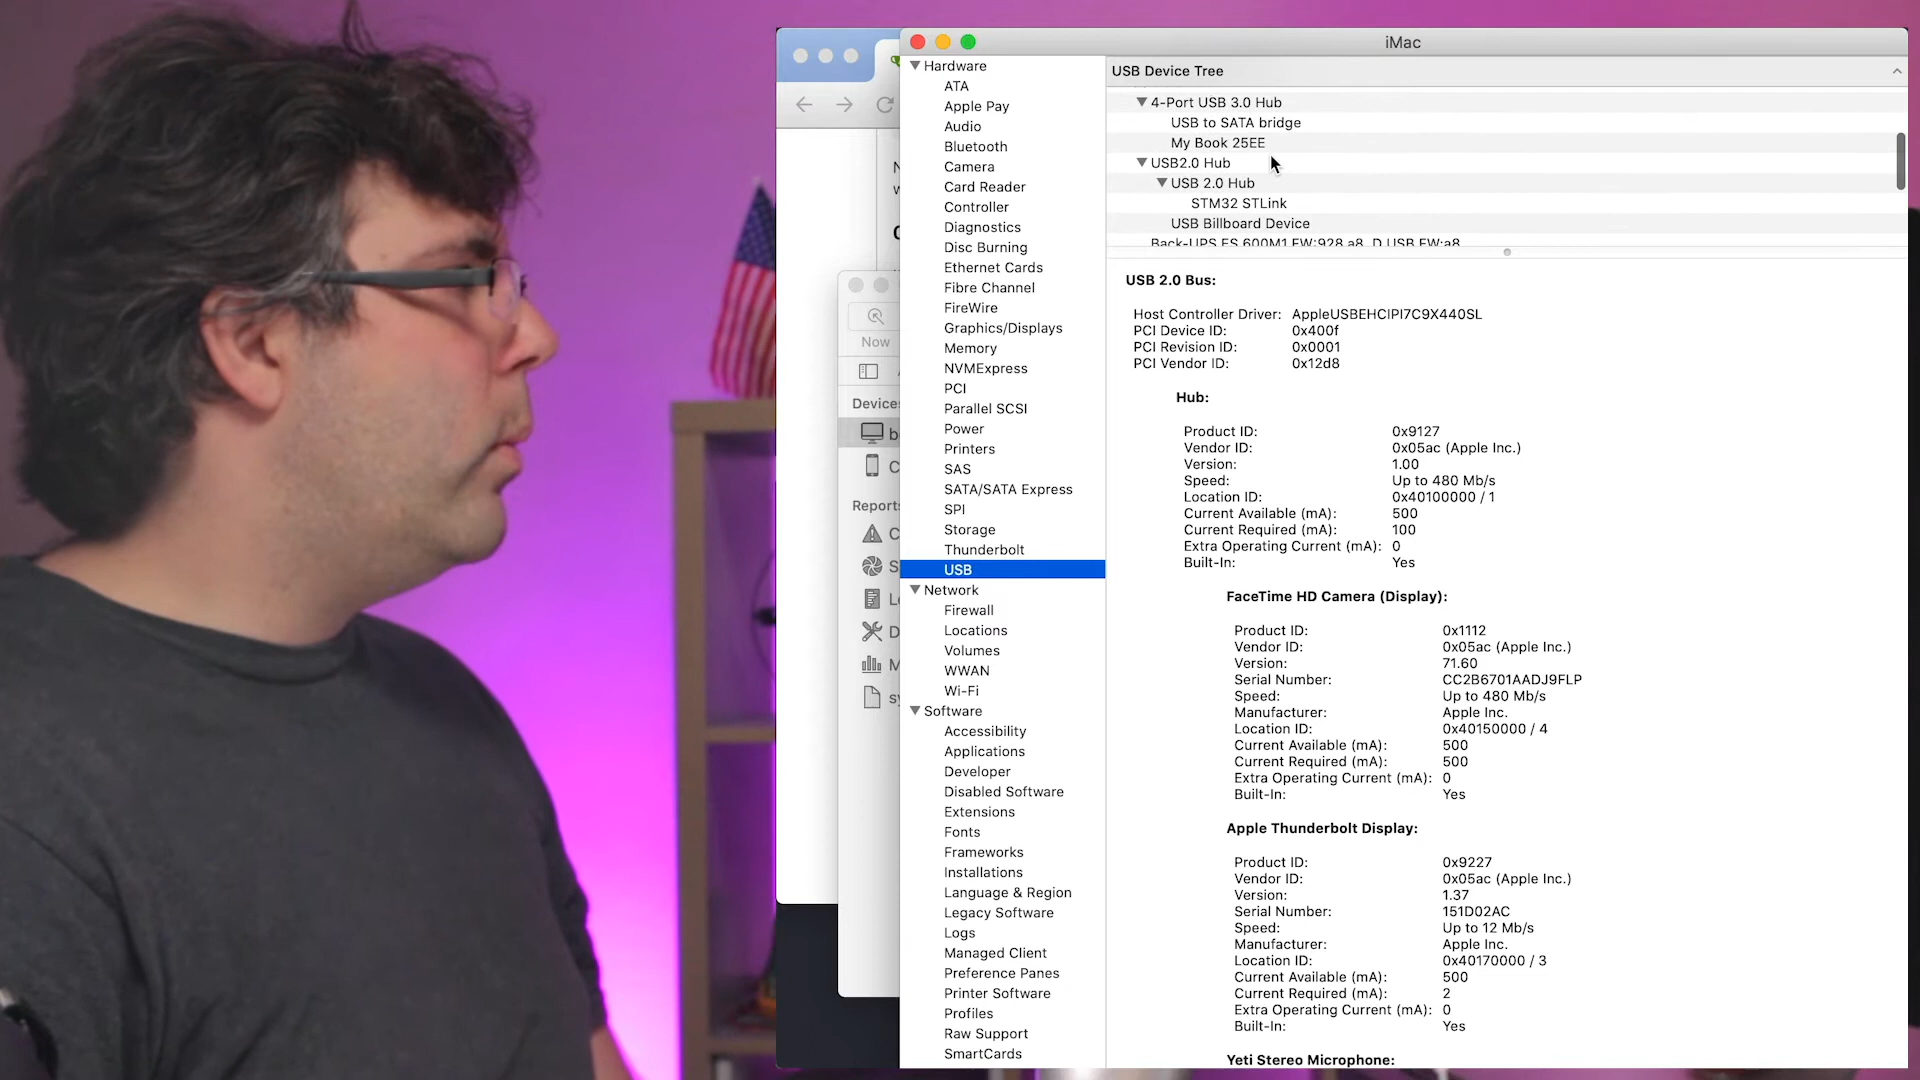 iMac
Hardware
ATA
Apple Pay
Audio
Bluetooth
Camera
Card Reader
Controller
Diagnostics
Disc Burning
Ethernet Cards
Fibre Channel
FireWire
Graphics/Displays
Memory
NVMExpress
PCI
Parallel SCSI
Power
Printers
SAS
SATA/SATA Express
SPI
Storage
Thunderbolt
USB
Network
Firewall
Locations
Volumes
WWAN
Wi-Fi
Software
Accessibility
Applications
Developer
Disabled Software
Extensions
Fonts
Frameworks
Installations
Language & Region
Legacy Software
Logs
Managed Client
Preference Panes
Printer Software
Profiles
Raw Support
SmartCards
USB Device Tree
4-Port USB 3.0 Hub
USB to SATA bridge
My Book 25EE
USB2.0 Hub
USB 2.0 Hub
STM32 STLink
USB Billboard Device
Back-UPS ES 600M1 FW:928.a8 .D USB FW:a8
USB 2.0 Bus:
Host Controller Driver: AppleUSBEHCIPI7C9X440SL
PCI Device ID: 0x400f
PCI Revision ID: 0x0001
PCI Vendor ID: 0x12d8
Hub:
Product ID: 0x9127
Vendor ID: 0x05ac (Apple Inc.)
Version: 1.00
Speed: Up to 480 Mb/s
Location ID: 0x40100000 / 1
Current Available (mA): 500
Current Required (mA): 100
Extra Operating Current (mA): 0
Built-In: Yes
FaceTime HD Camera (Display):
Product ID: 0x1112
Vendor ID: 0x05ac (Apple Inc.)
Version: 71.60
Serial Number: CC2B6701AADJ9FLP
Speed: Up to 480 Mb/s
Manufacturer: Apple Inc.
Location ID: 0x40150000 / 4
Current Available (mA): 500
Current Required (mA): 500
Extra Operating Current (mA): 0
Built-In: Yes
Apple Thunderbolt Display:
Product ID: 0x9227
Vendor ID: 0x05ac (Apple Inc.)
Version: 1.37
Serial Number: 151D02AC
Speed: Up to 12 Mb/s
Manufacturer: Apple Inc.
Location ID: 0x40170000 / 3
Current Available (mA): 500
Current Required (mA): 2
Extra Operating Current (mA): 0
Built-In: Yes
Yeti Stereo Microphone:
Now
Devices
Reports